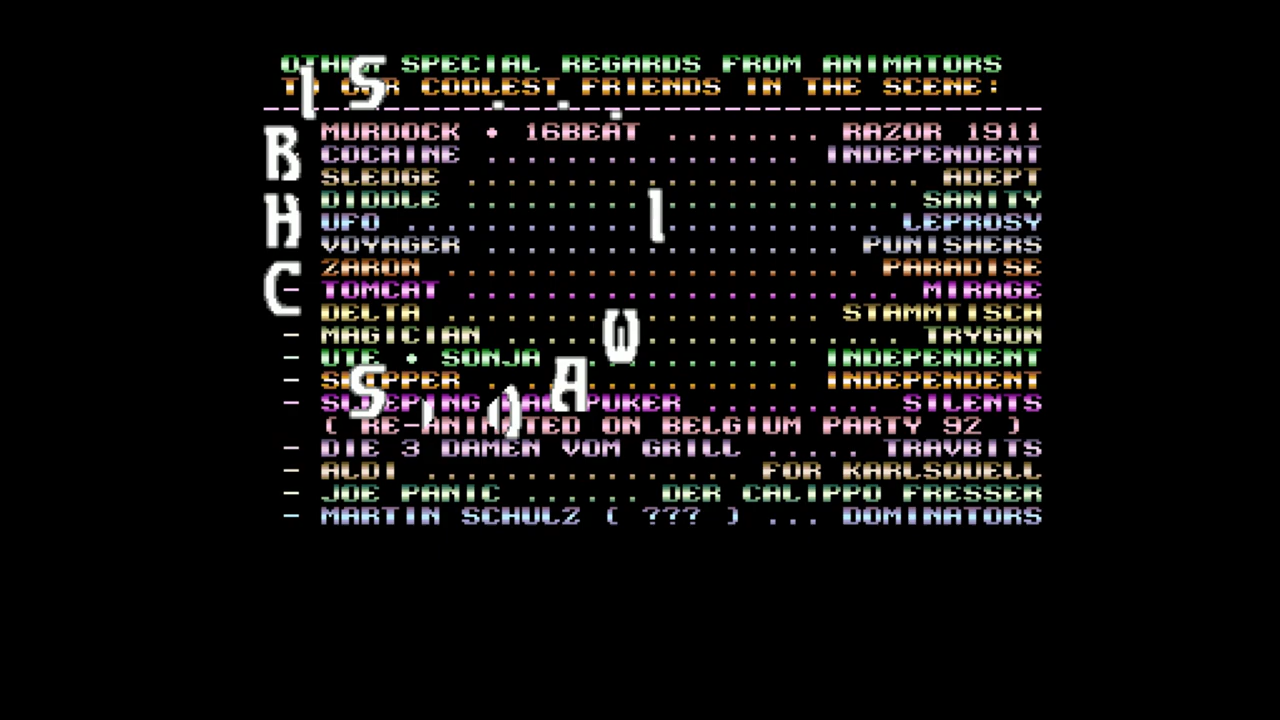 OTHER SPECIAL REGARDS FROM ANIMATORS
TO OUR COOLEST FRIENDS IN THE SCENE:
MURDOCK • 16BEAT ........ RAZOR 1911
COCAINE ................ INDEPENDENT
SLEDGE ....................... ADEPT
DIDDLE ...................... SANITY
UFO ........................ LEPROSY
VOYAGER .................. PUNISHERS
ZARON ..................... PARADISE
- TOMCAT ...................... MIRAGE
DELTA ................... STAMMTISCH
- MAGICIAN .................... TRYGON
- UTE • SONJA ............ INDEPENDENT
- SKIPPER ................ INDEPENDENT
- SLEEPING PUKER ......... SILENTS
( RE-ANIMATED ON BELGIUM PARTY 92 )
- DIE 3 DAMEN VOM GRILL ..... TRAVBITS
- ALDI ................ FOR KARLSQUELL
- JOE PANIC ...... DER CALIPPO FRESSER
- MARTIN SCHULZ ( ??? ) ... DOMINATORS
I S . . .
B
H
C
I
W
A
S